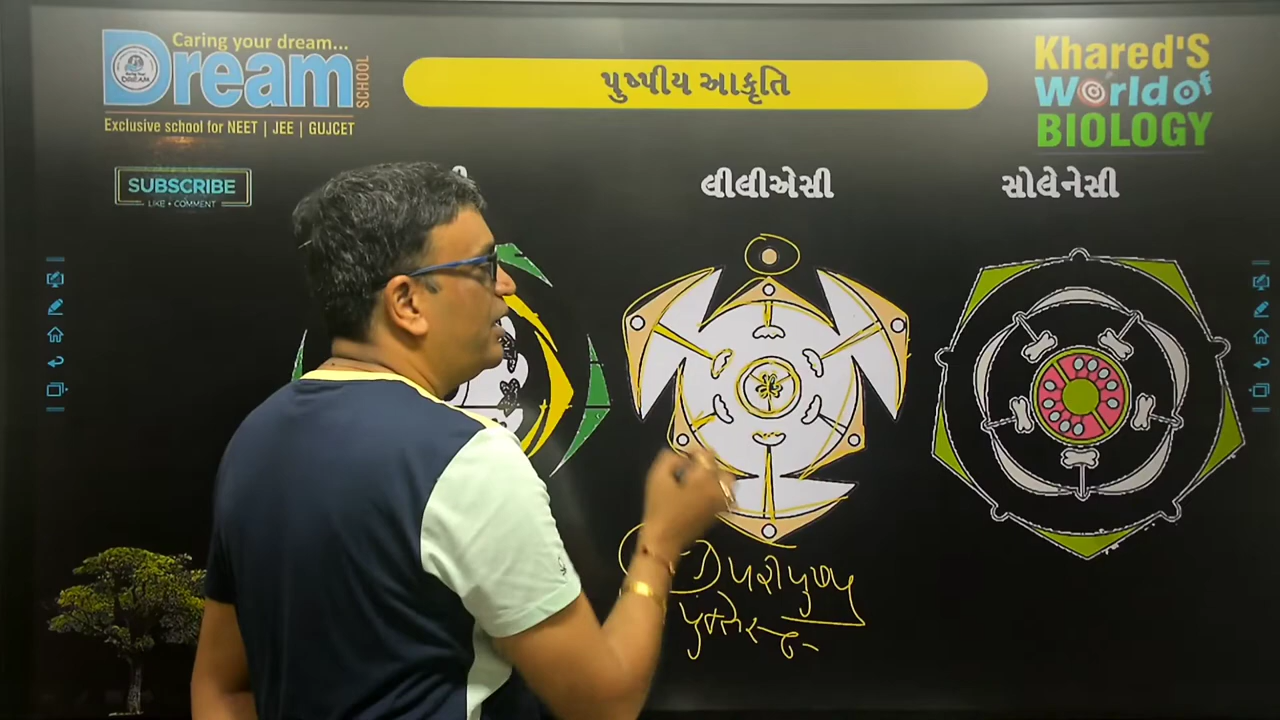 Caring your dream...
Dream SCHOOL
Exclusive school for NEET | JEE | GUJCET
પુષ્પીય આકૃતિ
Khared'S
World of
BIOLOGY
SUBSCRIBE
LIKE • COMMENT
લીલીએસી
સોલેનેસી
પરીપુષ્પ